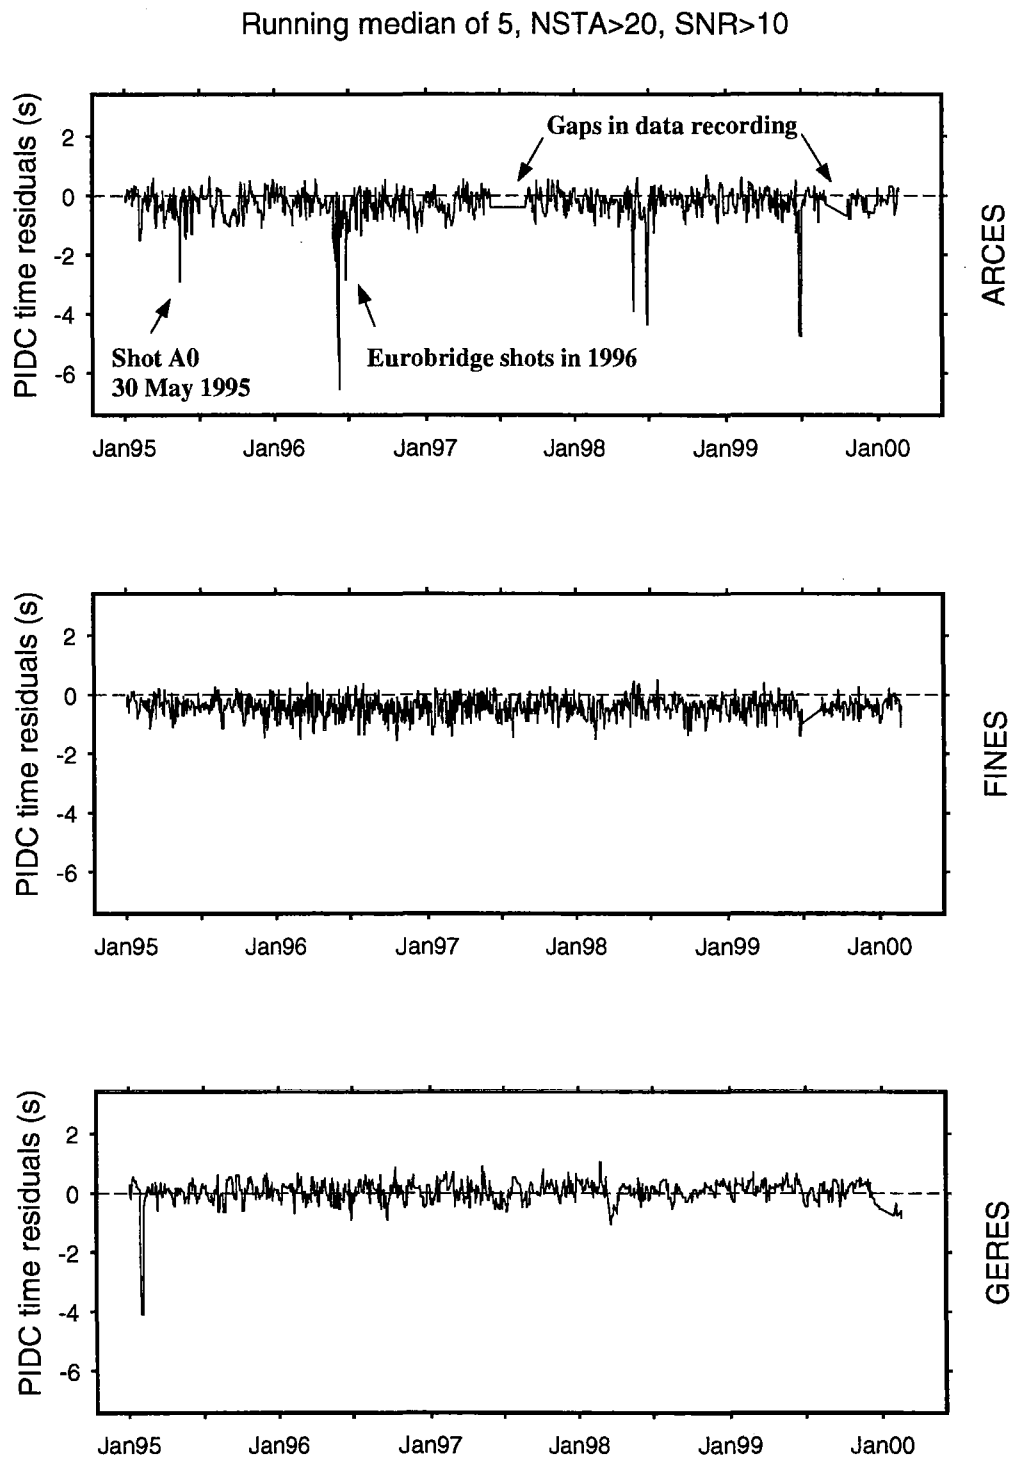 Running median of 5, NSTA>20, SNR>10
PIDC time residuals (s)
2
0
-2
-4
-6
Gaps in data recording
Shot A0
30 May 1995
Eurobridge shots in 1996
ARCES
Jan95 Jan96 Jan97 Jan98 Jan99 Jan00
PIDC time residuals (s)
2
0
-2
-4
-6
FINES
Jan95 Jan96 Jan97 Jan98 Jan99 Jan00
PIDC time residuals (s)
2
0
-2
-4
-6
GERES
Jan95 Jan96 Jan97 Jan98 Jan99 Jan00